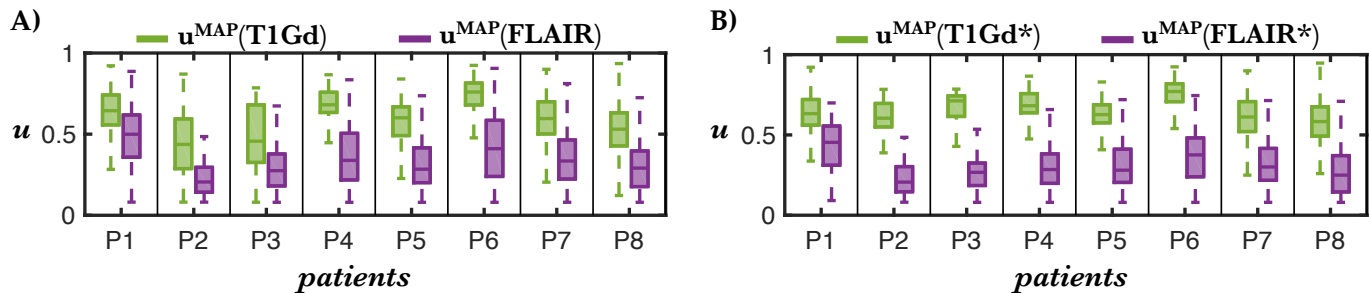 A)
u^MAP(T1Gd) u^MAP(FLAIR)
1
u 0.5
0
P1 P2 P3 P4 P5 P6 P7 P8
patients
B)
u^MAP(T1Gd*) u^MAP(FLAIR*)
1
u 0.5
0
P1 P2 P3 P4 P5 P6 P7 P8
patients